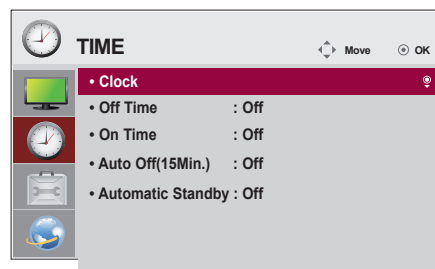 TIME Move OK
• Clock
• Off Time : Off
• On Time : Off
• Auto Off(15Min.) : Off
• Automatic Standby : Off